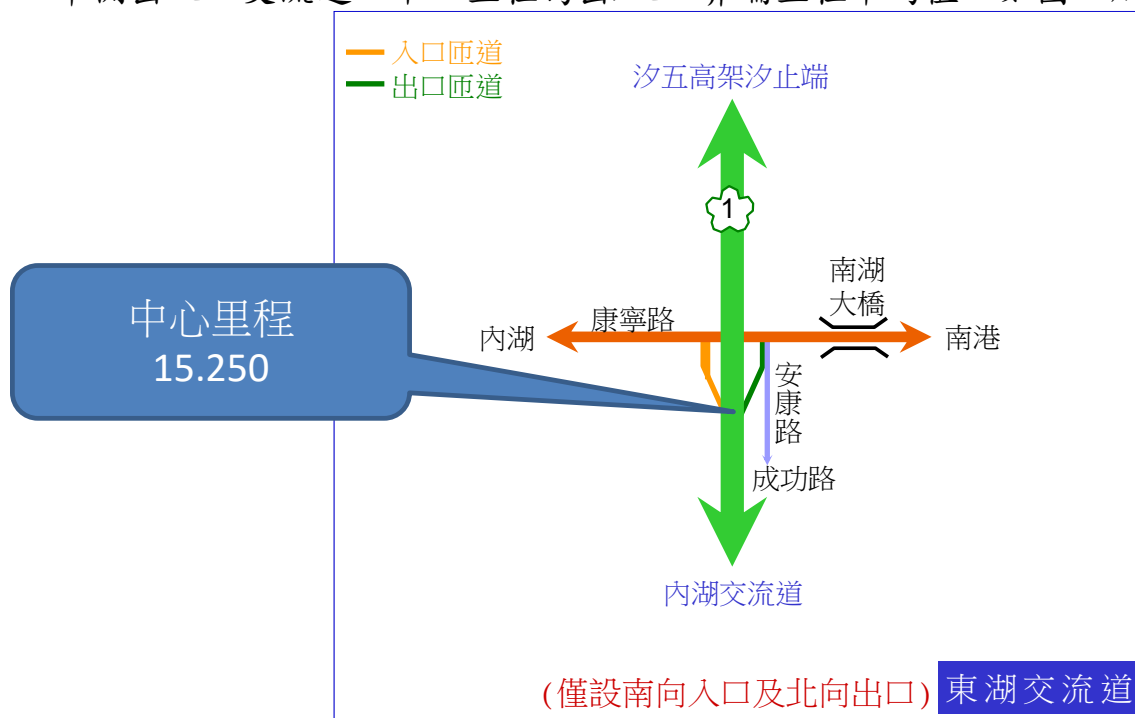 入口匝道
出口匝道
汐五高架汐止端
1
南湖
大橋
康寧路
內湖
南港
中心里程
15.250
安康路
成功路
內湖交流道
(僅設南向入口及北向出口)
東湖交流道